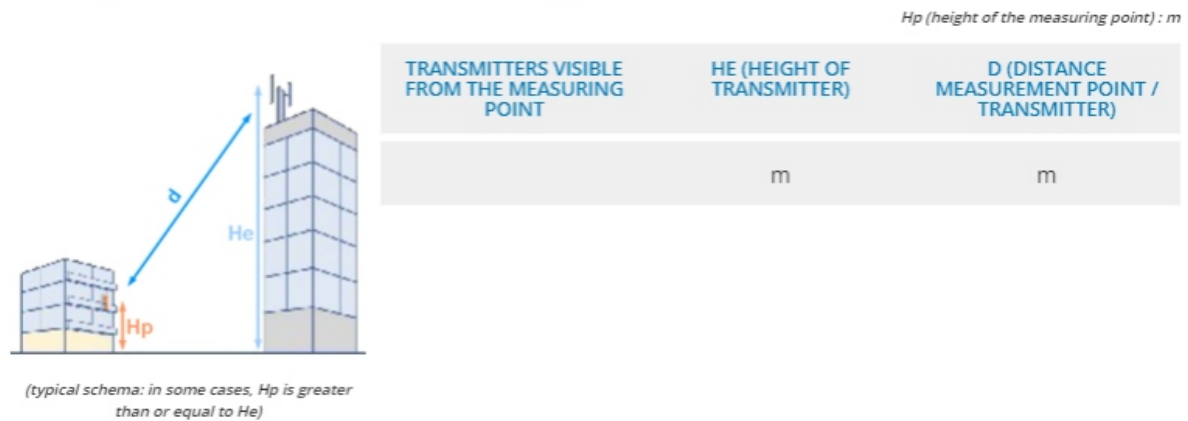 Hp (height of the measuring point) : m
TRANSMITTERS VISIBLE
FROM THE MEASURING
POINT
HE (HEIGHT OF
TRANSMITTER)
D (DISTANCE
MEASUREMENT POINT /
TRANSMITTER)
m
m
d
He
Hp
(typical schema: in some cases, Hp is greater
than or equal to He)